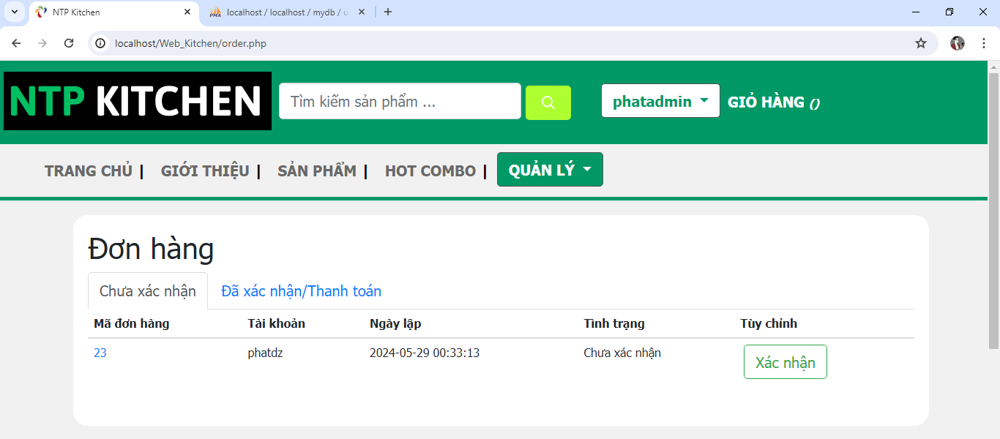 NTP Kitchen
localhost / localhost / mydb / u
localhost/Web_Kitchen/order.php
NTP KITCHEN
Tìm kiếm sản phẩm ...
phatadmin
GIỎ HÀNG ()
TRANG CHỦ |
GIỚI THIỆU |
SẢN PHẨM |
HOT COMBO |
QUẢN LÝ
Đơn hàng
Chưa xác nhận
Đã xác nhận/Thanh toán
Mã đơn hàng Tài khoản Ngày lập Tình trạng Tùy chỉnh
23 phatdz 2024-05-29 00:33:13 Chưa xác nhận Xác nhận